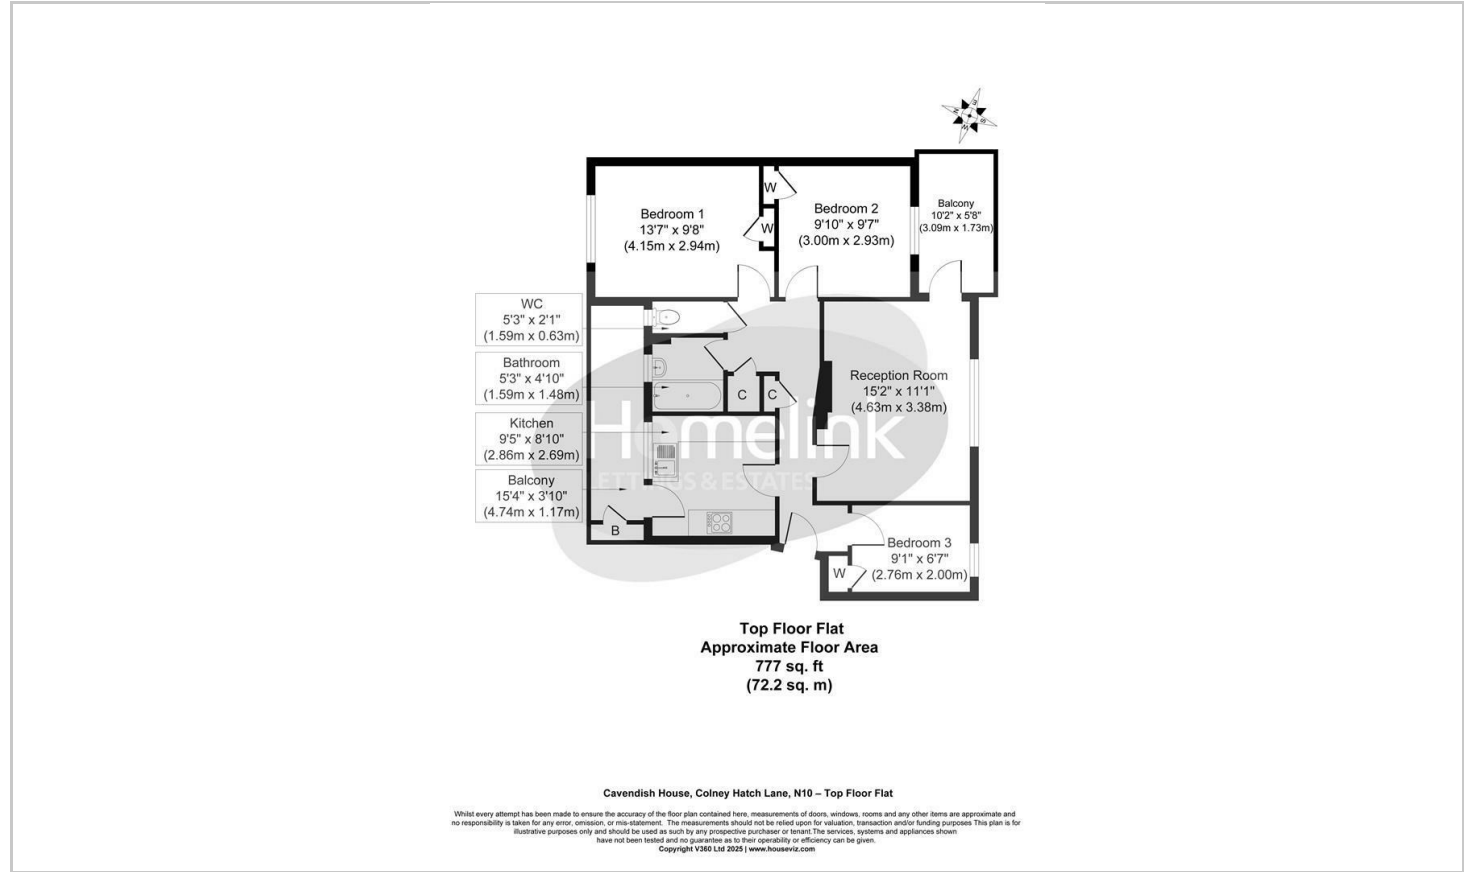 N
E
S
W
Bedroom 1
13'7" x 9'8"
(4.15m x 2.94m)
W
W
Bedroom 2
9'10" x 9'7"
(3.00m x 2.93m)
Balcony
10'2" x 5'8"
(3.09m x 1.73m)
WC
5'3" x 2'1"
(1.59m x 0.63m)
Bathroom
5'3" x 4'10"
(1.59m x 1.48m)
Kitchen
9'5" x 8'10"
(2.86m x 2.69m)
Balcony
15'4" x 3'10"
(4.74m x 1.17m)
C
C
Reception Room
15'2" x 11'1"
(4.63m x 3.38m)
Homelink
LETTINGS & ESTATES
B
Bedroom 3
9'1" x 6'7"
(2.76m x 2.00m)
W
Top Floor Flat
Approximate Floor Area
777 sq. ft
(72.2 sq. m)
Cavendish House, Colney Hatch Lane, N10 – Top Floor Flat
Whilst every attempt has been made to ensure the accuracy of the floor plan contained here, measurements of doors, windows, rooms and any other items are approximate and
no responsibility is taken for any error, omission, or mis-statement. The measurements should not be relied upon for valuation, transaction and/or funding purposes This plan is for
illustrative purposes only and should be used as such by any prospective purchaser or tenant.The services, systems and appliances shown
have not been tested and no guarantee as to their operability or efficiency can be given.
Copyright V360 Ltd 2025 | www.houseviz.com